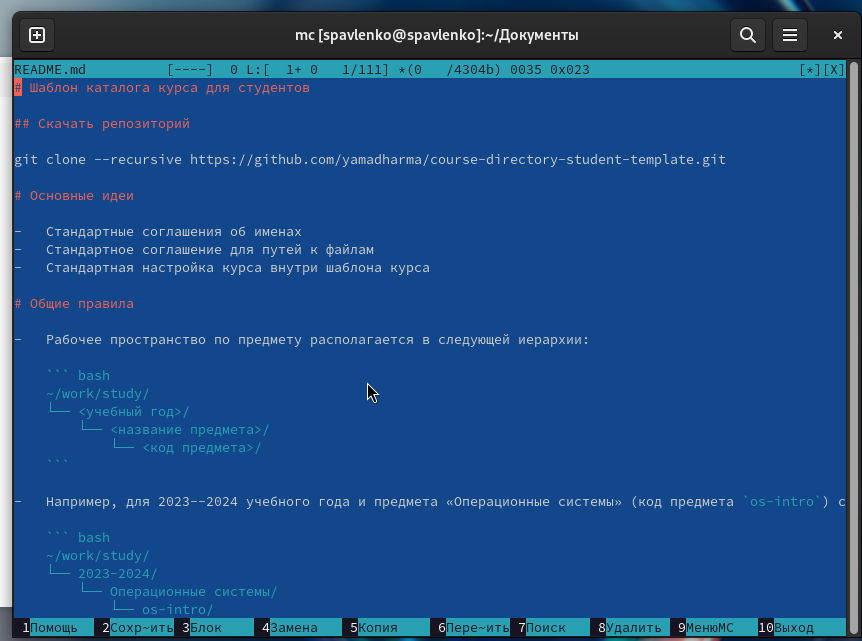 mc [spavlenko@spavlenko]:~/Документы
README.md [----] 0 L:[ 1+ 0 1/111] *(0 /4304b) 0035 0x023 [*][X]
# Шаблон каталога курса для студентов
## Скачать репозиторий
git clone --recursive https://github.com/yamadharma/course-directory-student-template.git
# Основные идеи
- Стандартные соглашения об именах
- Стандартное соглашение для путей к файлам
- Стандартная настройка курса внутри шаблона курса
# Общие правила
- Рабочее пространство по предмету располагается в следующей иерархии:
``` bash
~/work/study/
└── <учебный год>/
└── <название предмета>/
└── <код предмета>/
```
- Например, для 2023--2024 учебного года и предмета «Операционные системы» (код предмета `os-intro`) с
``` bash
~/work/study/
└── 2023-2024/
└── Операционные системы/
└── os-intro/
1Помощь 2Сохр~ить 3Блок 4Замена 5Копия 6Пере~ить 7Поиск 8Удалить 9МенюМС 10Выход